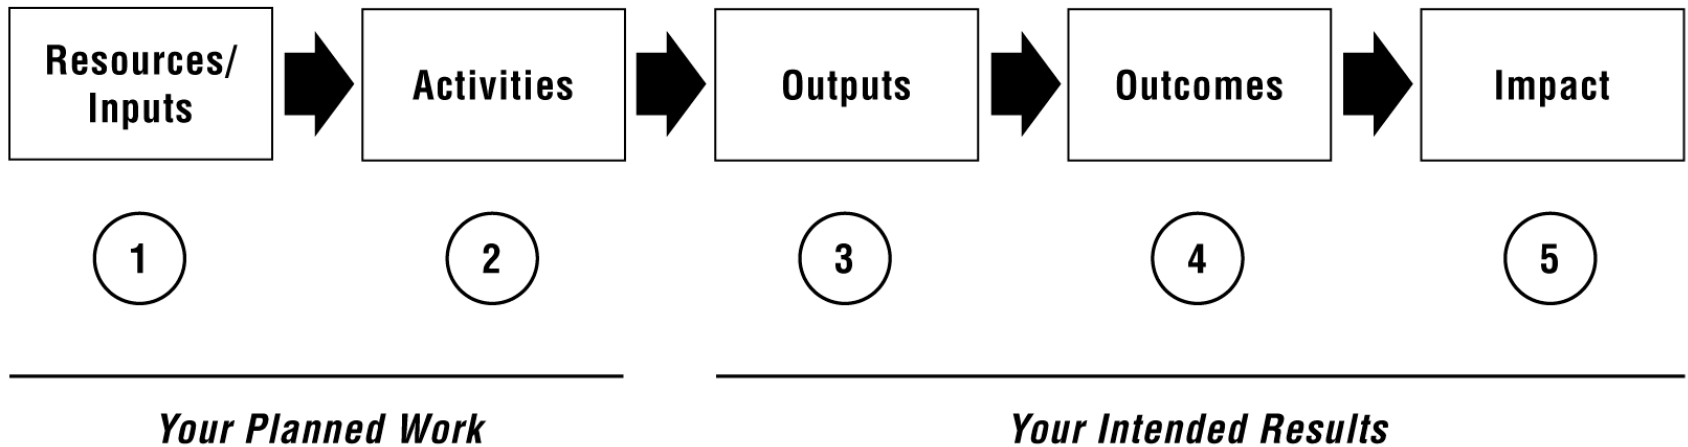 Resources/
Inputs
Activities
Outputs
Outcomes
Impact
1
2
3
4
5
Your Planned Work
Your Intended Results